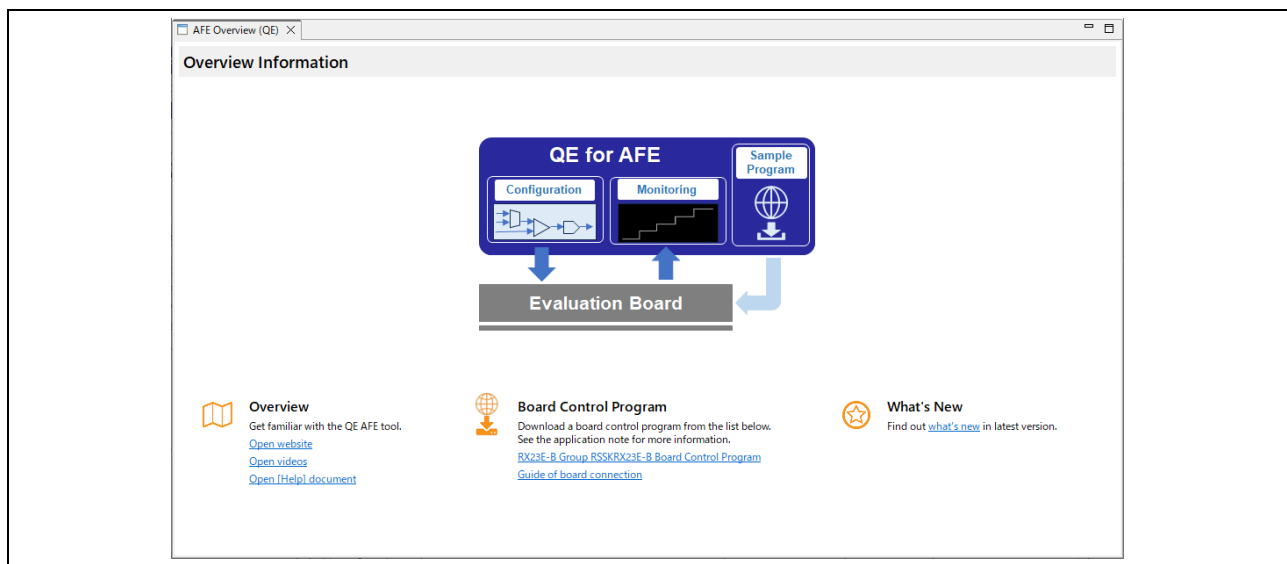 AFE Overview (QE)
Overview Information
QE for AFE
Configuration
Monitoring
Sample
Program
Evaluation Board
Overview
Get familiar with the QE AFE tool.
Open website
Open videos
Open [Help] document
Board Control Program
Download a board control program from the list below.
See the application note for more information.
RX23E-B Group RSSKRX23E-B Board Control Program
Guide of board connection
What's New
Find out what's new in latest version.